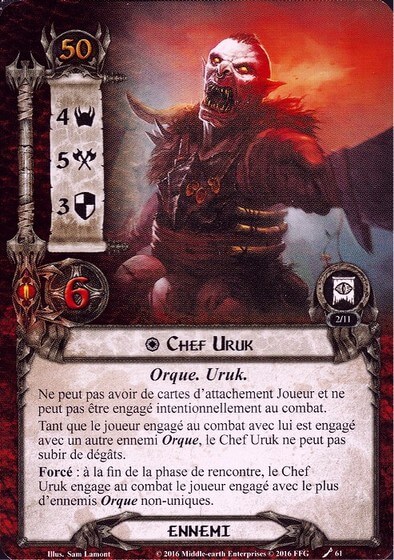 50
4
5
3
6
2/11
Chef Uruk
Orque. Uruk.
Ne peut pas avoir de cartes d'attachement Joueur et ne
peut pas être engagé intentionnellement au combat.
Tant que le joueur engagé au combat avec lui est engagé
avec un autre ennemi Orque, le Chef Uruk ne peut pas
subir de dégâts.
Forcé : à la fin de la phase de rencontre, le Chef
Uruk engage au combat le joueur engagé avec le plus
d'ennemis Orque non-uniques.
ENNEMI
Illus. Sam Lamont
© 2016 Middle-earth Enterprises © 2016 FFG
61